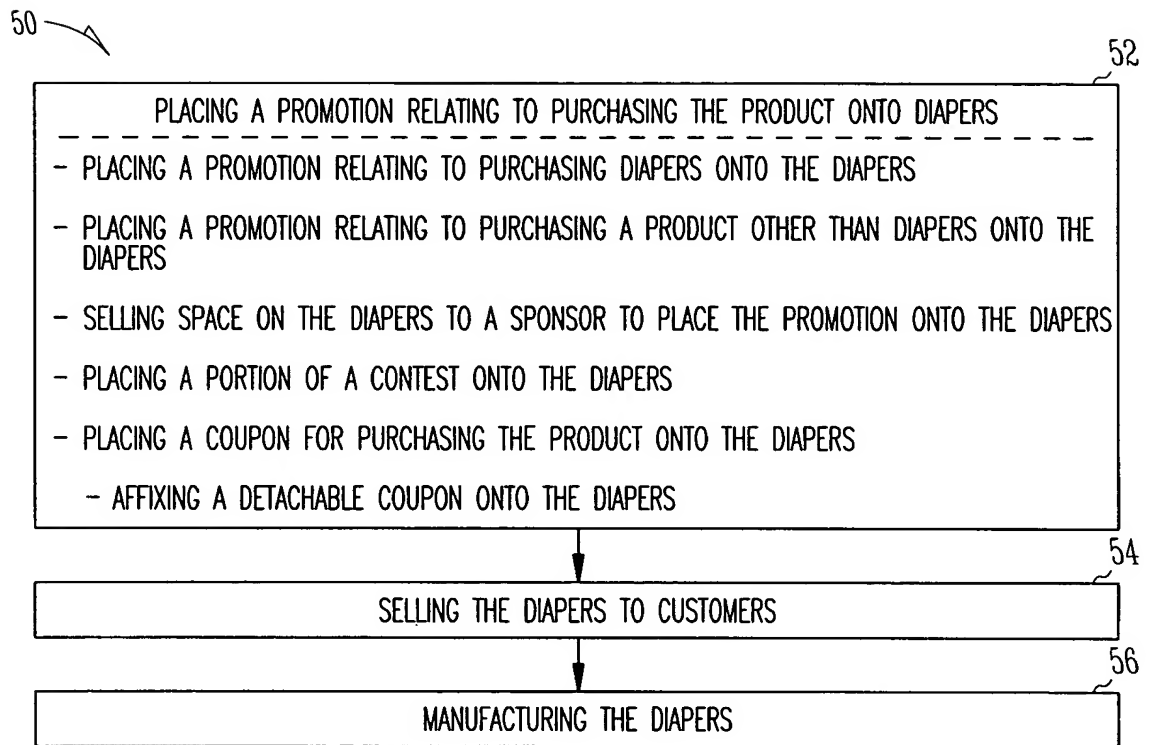 50
52
PLACING A PROMOTION RELATING TO PURCHASING THE PRODUCT ONTO DIAPERS
- PLACING A PROMOTION RELATING TO PURCHASING DIAPERS ONTO THE DIAPERS
- PLACING A PROMOTION RELATING TO PURCHASING A PRODUCT OTHER THAN DIAPERS ONTO THE
DIAPERS
- SELLING SPACE ON THE DIAPERS TO A SPONSOR TO PLACE THE PROMOTION ONTO THE DIAPERS
- PLACING A PORTION OF A CONTEST ONTO THE DIAPERS
- PLACING A COUPON FOR PURCHASING THE PRODUCT ONTO THE DIAPERS
- AFFIXING A DETACHABLE COUPON ONTO THE DIAPERS
54
SELLING THE DIAPERS TO CUSTOMERS
56
MANUFACTURING THE DIAPERS